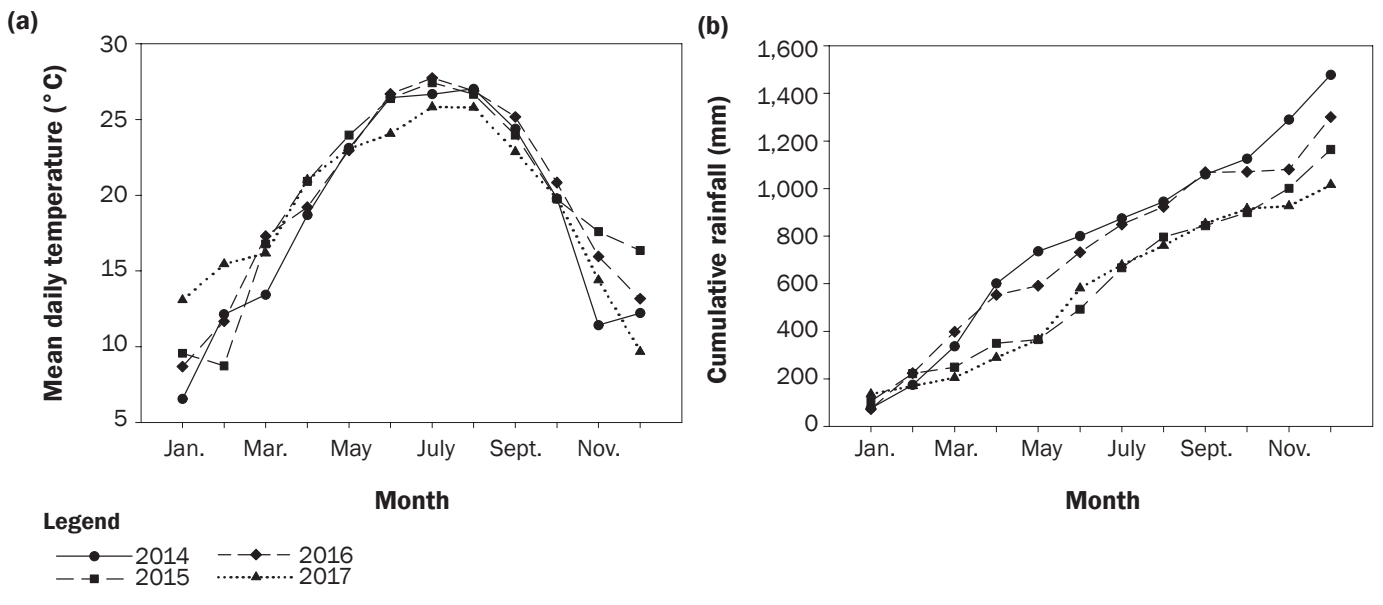 (a)
Mean daily temperature (°C)
30
25
20
15
10
5
Jan. Mar. May July Sept. Nov.
Month
(b)
Cumulative rainfall (mm)
1,600
1,400
1,200
1,000
800
600
400
200
0
Jan. Mar. May July Sept. Nov.
Month
Legend
2014 2016
2015 2017